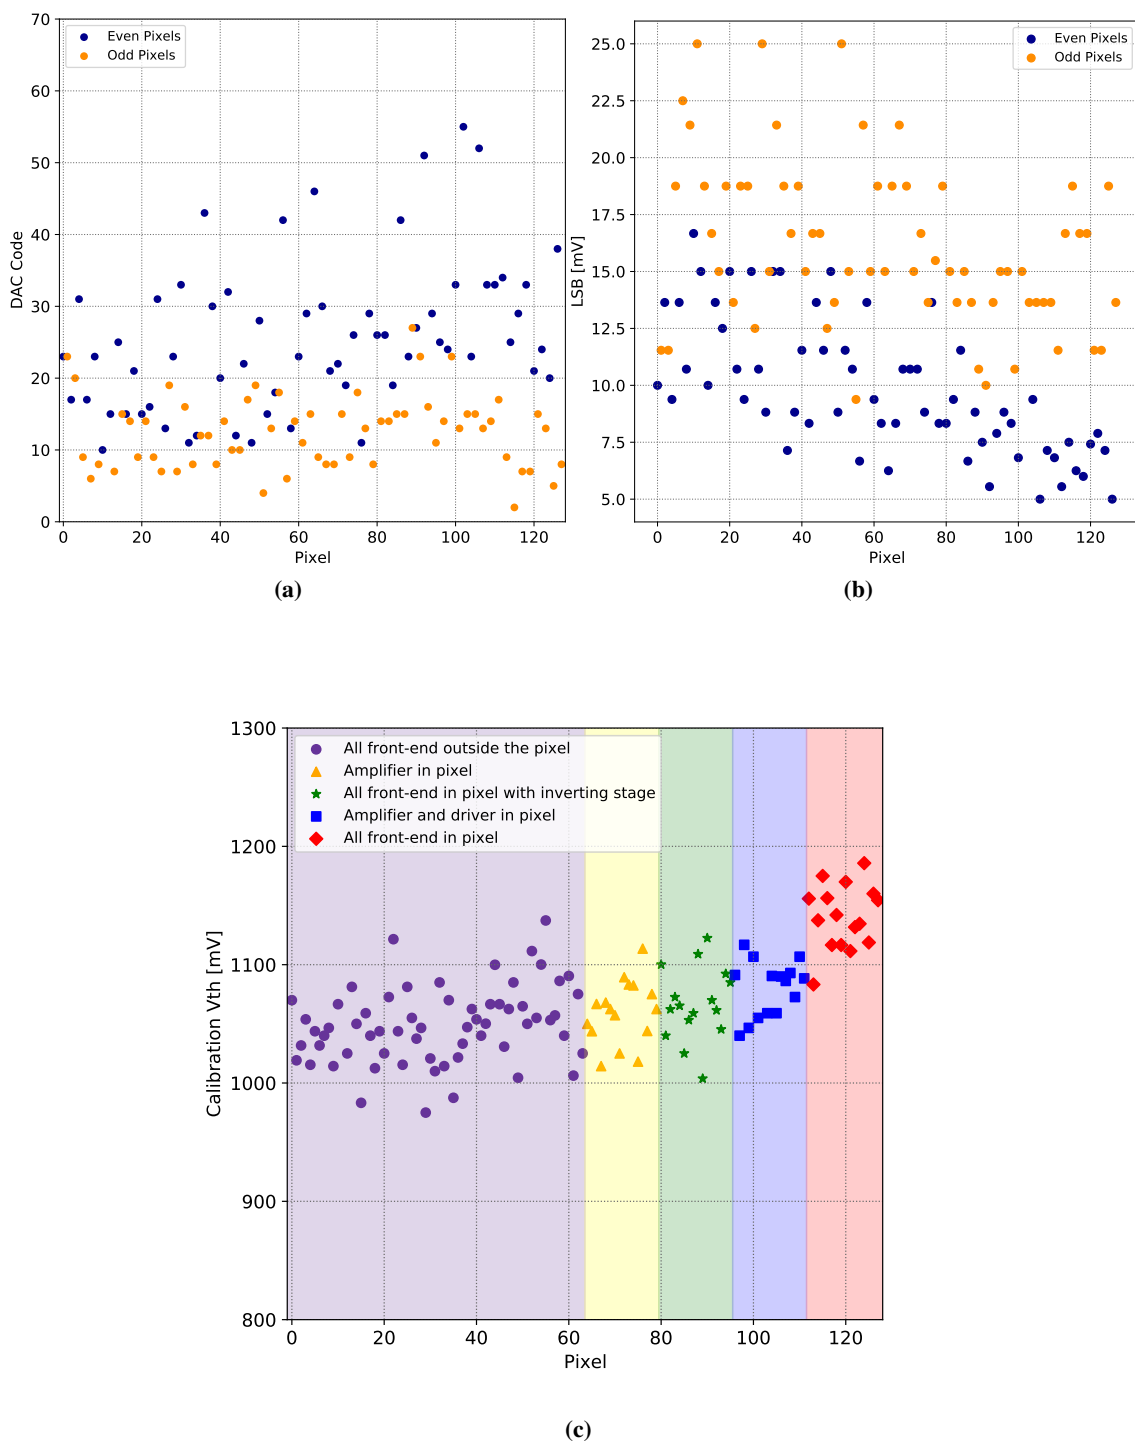 70
60
50
40
30
20
10
0
DAC Code
Even Pixels
Odd Pixels
0 20 40 60 80 100 120
Pixel
(a)
25.0
22.5
20.0
17.5
15.0
12.5
10.0
7.5
5.0
LSB [mV]
Even Pixels
Odd Pixels
0 20 40 60 80 100 120
Pixel
(b)
1300
1200
1100
1000
900
800
Calibration Vth [mV]
All front-end outside the pixel
Amplifier in pixel
All front-end in pixel with inverting stage
Amplifier and driver in pixel
All front-end in pixel
0 20 40 60 80 100 120
Pixel
(c)